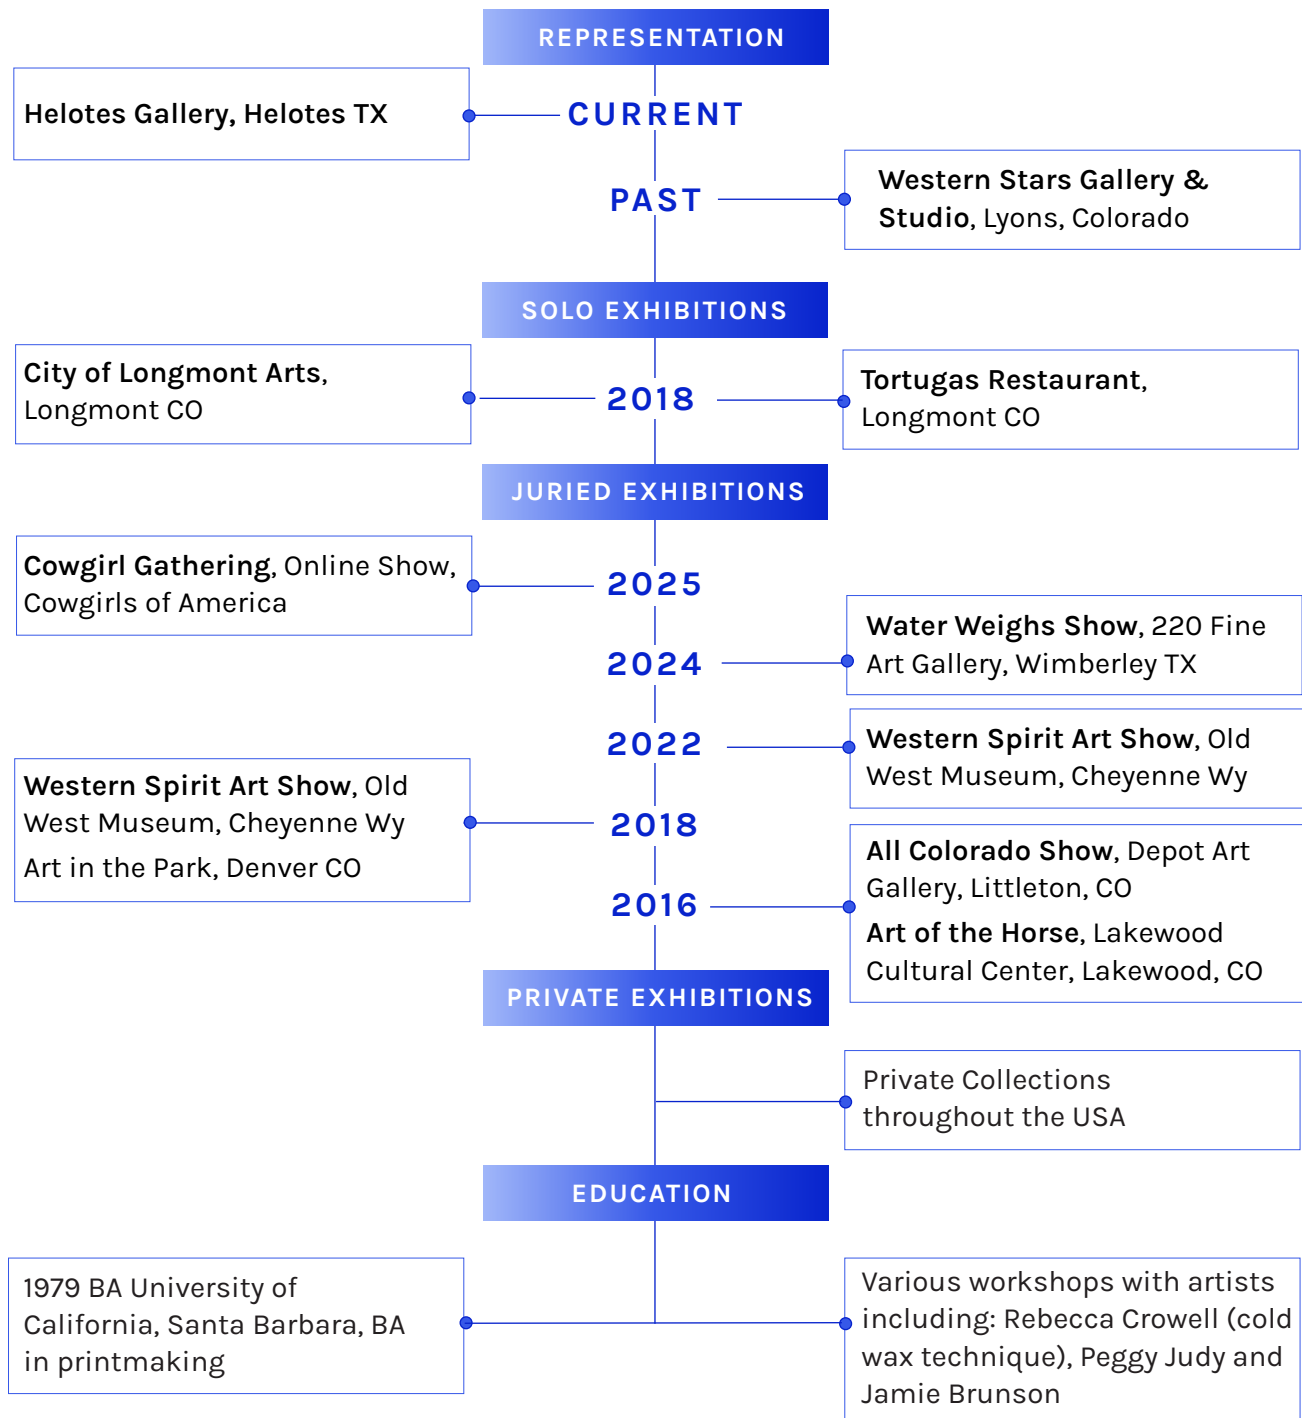 REPRESENTATION
CURRENT
Helotes Gallery, Helotes TX
PAST
Western Stars Gallery &
Studio, Lyons, Colorado
SOLO EXHIBITIONS
2018
City of Longmont Arts,
Longmont CO
Tortugas Restaurant,
Longmont CO
JURIED EXHIBITIONS
2025
Cowgirl Gathering, Online Show,
Cowgirls of America
2024
Water Weighs Show, 220 Fine
Art Gallery, Wimberley TX
2022
Western Spirit Art Show, Old
West Museum, Cheyenne Wy
2018
Western Spirit Art Show, Old
West Museum, Cheyenne Wy
Art in the Park, Denver CO
2016
All Colorado Show, Depot Art
Gallery, Littleton, CO
Art of the Horse, Lakewood
Cultural Center, Lakewood, CO
PRIVATE EXHIBITIONS
Private Collections
throughout the USA
EDUCATION
1979 BA University of
California, Santa Barbara, BA
in printmaking
Various workshops with artists
including: Rebecca Crowell (cold
wax technique), Peggy Judy and
Jamie Brunson